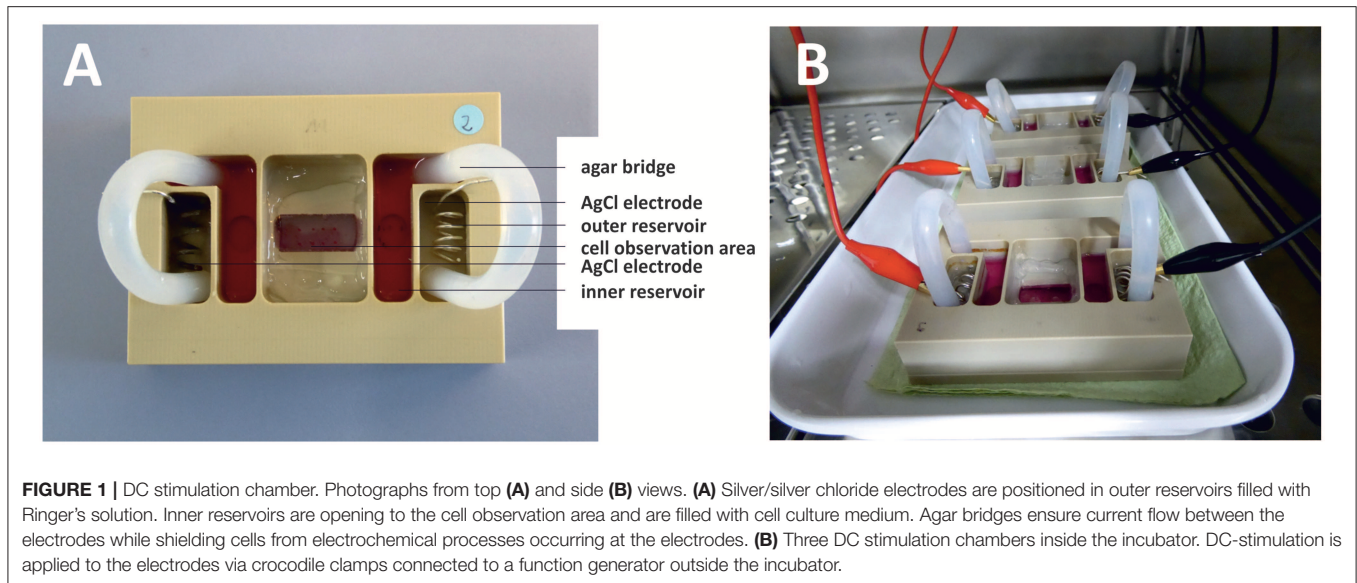 A
B
2
agar bridge
AgCl electrode
outer reservoir
cell observation area
AgCl electrode
inner reservoir
FIGURE 1 | DC stimulation chamber. Photographs from top (A) and side (B) views. (A) Silver/silver chloride electrodes are positioned in outer reservoirs filled with
Ringer's solution. Inner reservoirs are opening to the cell observation area and are filled with cell culture medium. Agar bridges ensure current flow between the
electrodes while shielding cells from electrochemical processes occurring at the electrodes. (B) Three DC stimulation chambers inside the incubator. DC-stimulation is
applied to the electrodes via crocodile clamps connected to a function generator outside the incubator.